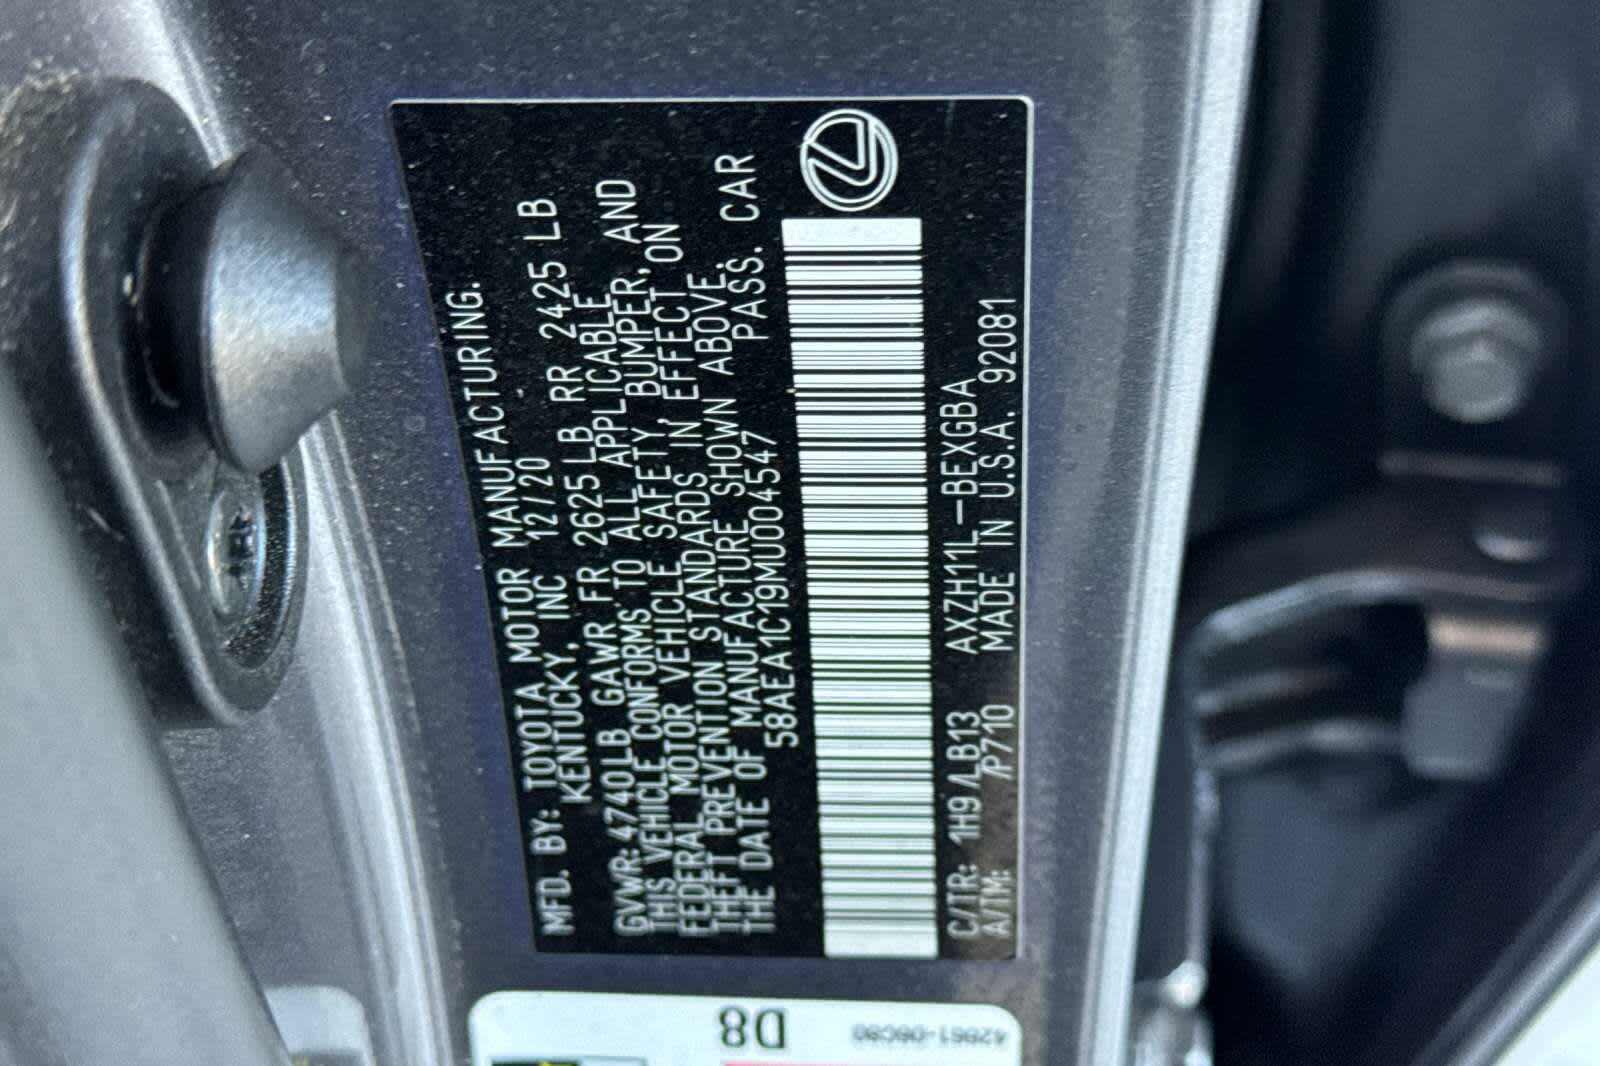 MFD. BY: TOYOTA MOTOR MANUFACTURING.
KENTUCKY, INC 12/20
GVWR: 4740LB GAWR FR 2625LB RR 2425 LB
THIS VEHICLE CONFORMS TO ALL APPLICABLE
FEDERAL MOTOR VEHICLE SAFETY, BUMPER, AND
THEFT PREVENTION STANDARDS IN EFFECT ON
THE DATE OF MANUFACTURE SHOWN ABOVE.
58AEA1C19MU004547 PASS. CAR
C/TR: 1H9/LB13 AXZH11L-BEXGBA
A/TM: /P710 MADE IN U.S.A. 92081
D8
42961-06C90